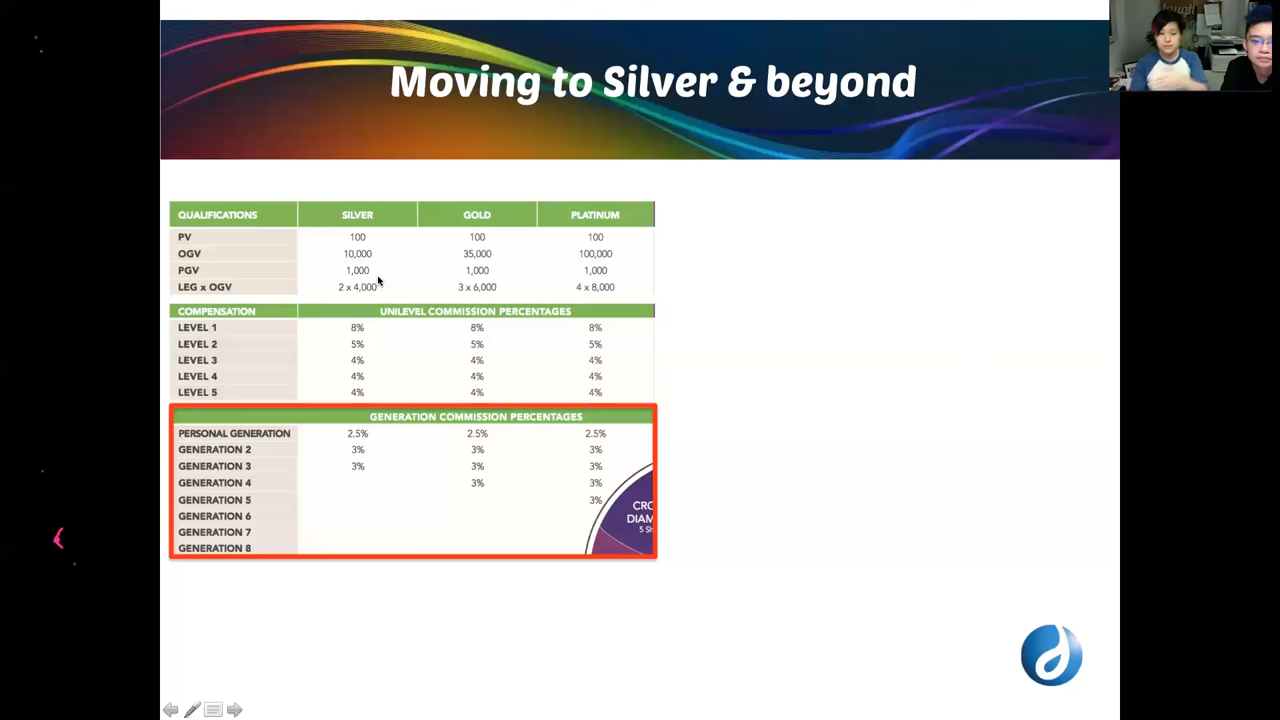 Moving to Silver & beyond
QUALIFICATIONS SILVER GOLD PLATINUM
PV 100 100 100
OGV 10,000 35,000 100,000
PGV 1,000 1,000 1,000
LEG x OGV 2 x 4,000 3 x 6,000 4 x 8,000
COMPENSATION UNILEVEL COMMISSION PERCENTAGES
LEVEL 1 8% 8% 8%
LEVEL 2 5% 5% 5%
LEVEL 3 4% 4% 4%
LEVEL 4 4% 4% 4%
LEVEL 5 4% 4% 4%
GENERATION COMMISSION PERCENTAGES
PERSONAL GENERATION 2.5% 2.5% 2.5%
GENERATION 2 3% 3% 3%
GENERATION 3 3% 3% 3%
GENERATION 4 3% 3%
GENERATION 5 3%
GENERATION 6
GENERATION 7
GENERATION 8
CRO
DIAM
5 Sh